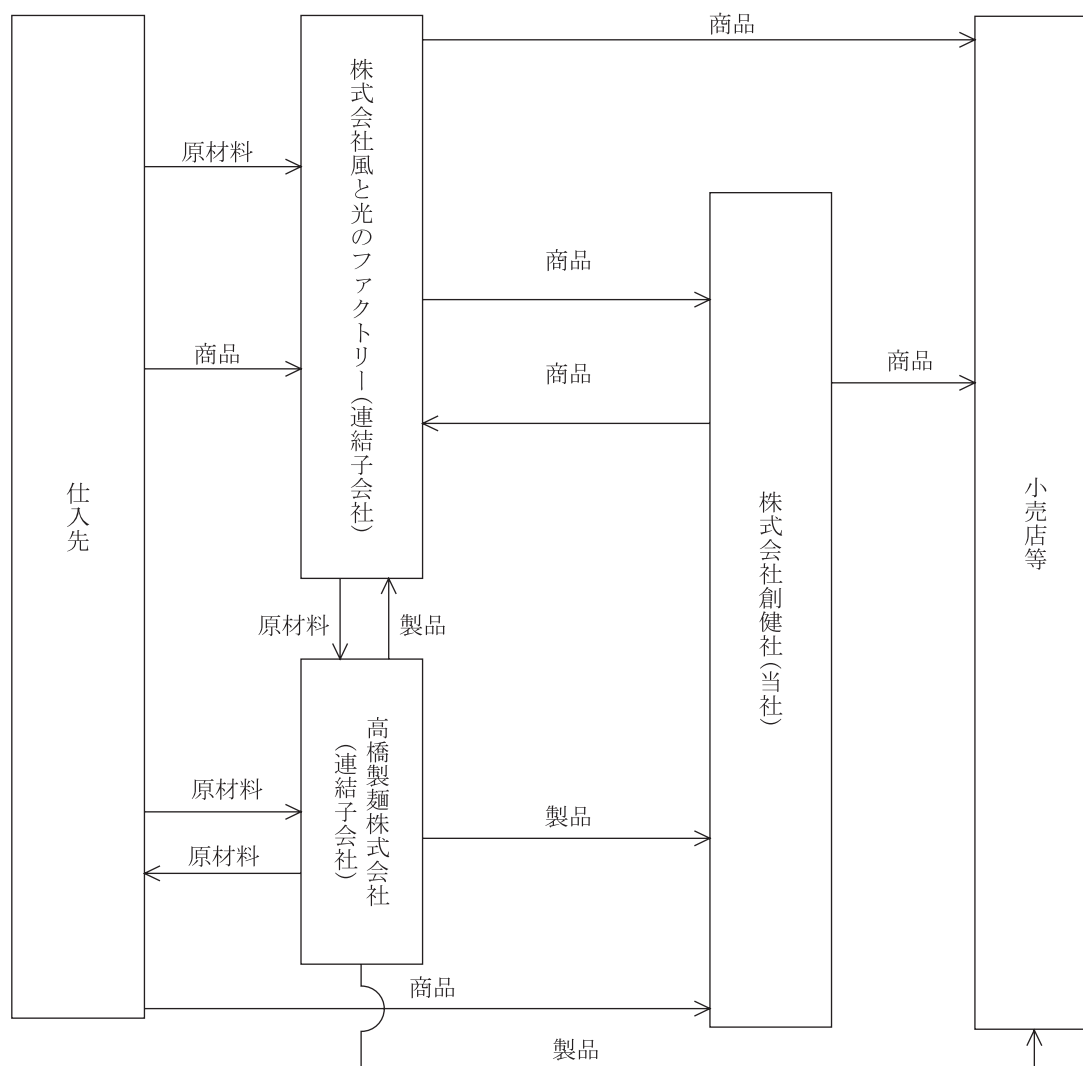 商品
株式会社風と光のファクトリー(連結子会社)
原材料
商品
商品
商品
商品
仕入先
株式会社創健社(当社)
小売店等
原材料
製品
高橋製麺株式会社
(連結子会社)
原材料
製品
原材料
商品
製品